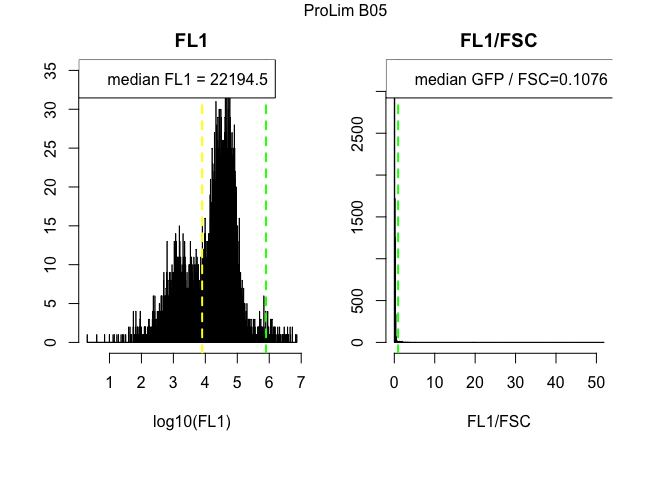 ProLim B05
FL1
median FL1 = 22194.5
35
30
25
20
15
10
5
0
1 2 3 4 5 6 7
log10(FL1)
FL1/FSC
median GFP / FSC=0.1076
2500
1500
500
0
0 10 20 30 40 50
FL1/FSC